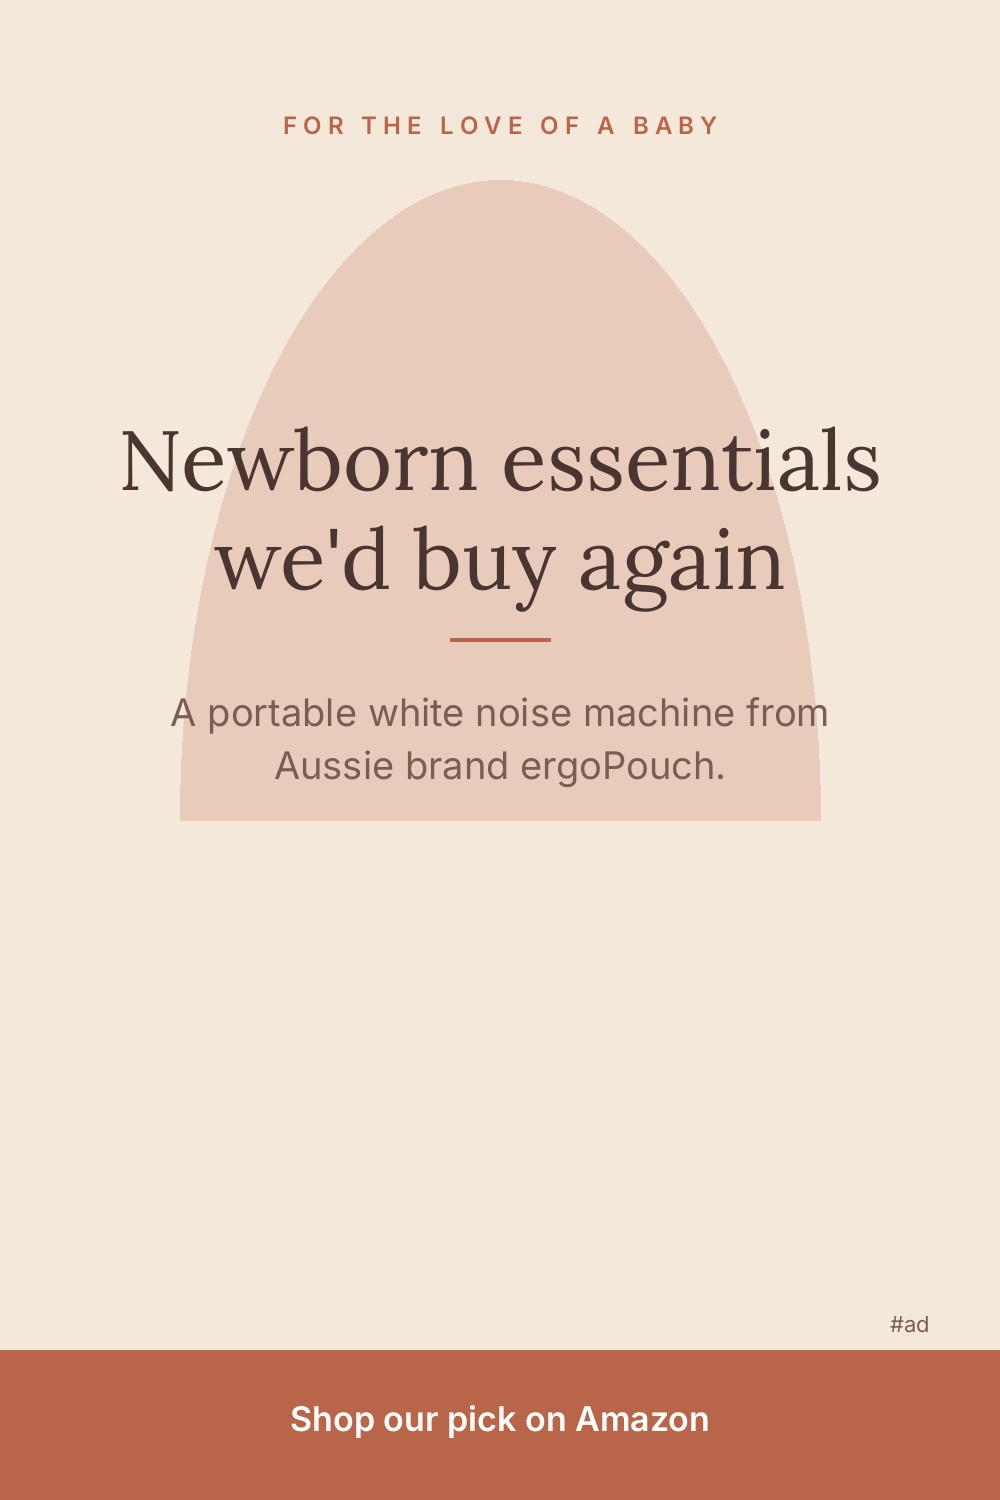 FOR THE LOVE OF A BABY
Newborn essentials
we'd buy again
A portable white noise machine from
Aussie brand ergoPouch.
#ad
Shop our pick on Amazon